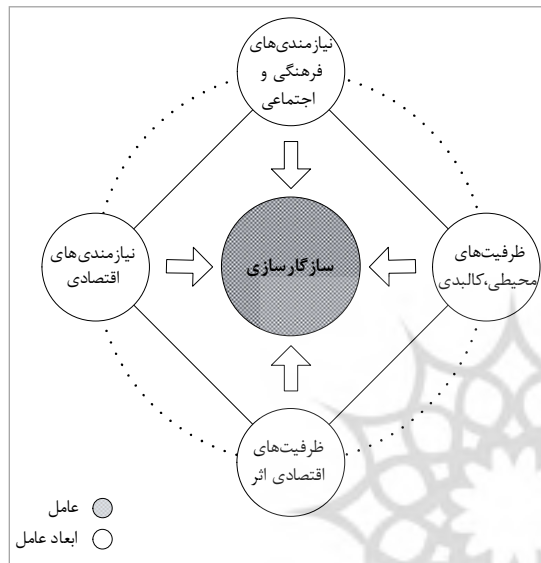 نیازمندی‌های
فرهنگی و
اجتماعی
ظرفیت‌های
محیطی،کالبدی
سازگارسازی
نیازمندی‌های
اقتصادی
ظرفیت‌های
اقتصادی اثر
عامل
ابعاد عامل